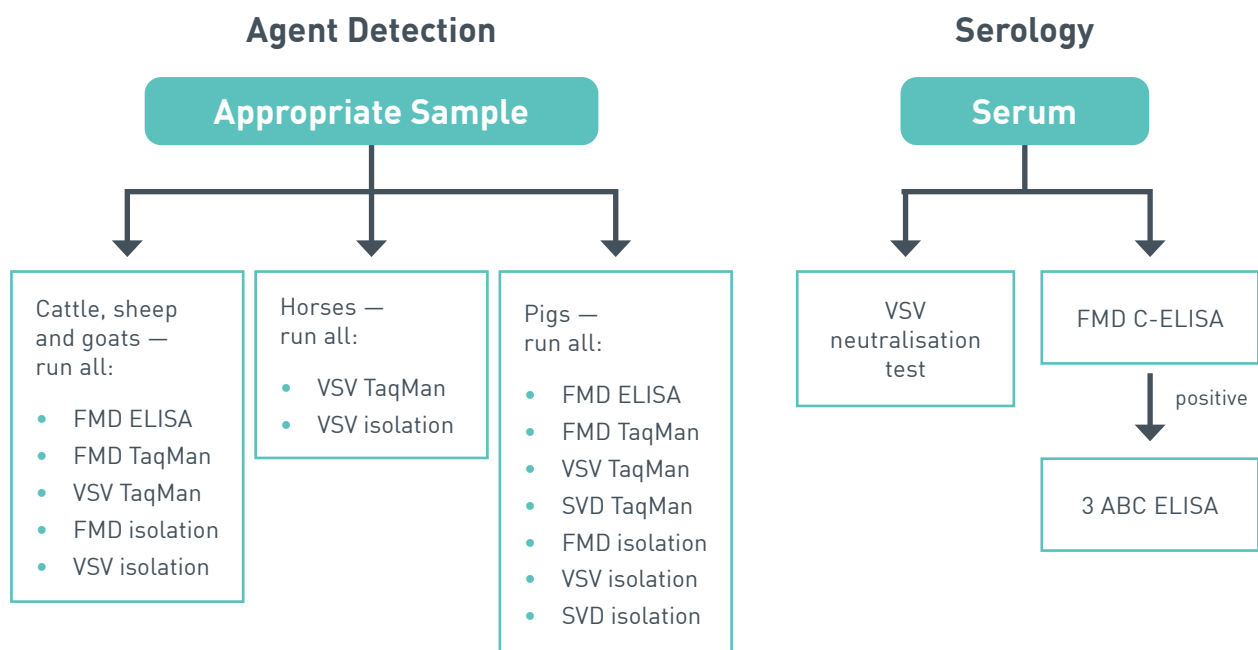 Agent Detection
Appropriate Sample
Cattle, sheep
and goats —
run all:
• FMD ELISA
• FMD TaqMan
• VSV TaqMan
• FMD isolation
• VSV isolation
Horses —
run all:
• VSV TaqMan
• VSV isolation
Pigs —
run all:
• FMD ELISA
• FMD TaqMan
• VSV TaqMan
• SVD TaqMan
• FMD isolation
• VSV isolation
• SVD isolation
Serology
Serum
VSV
neutralisation
test
FMD C-ELISA
positive
3 ABC ELISA